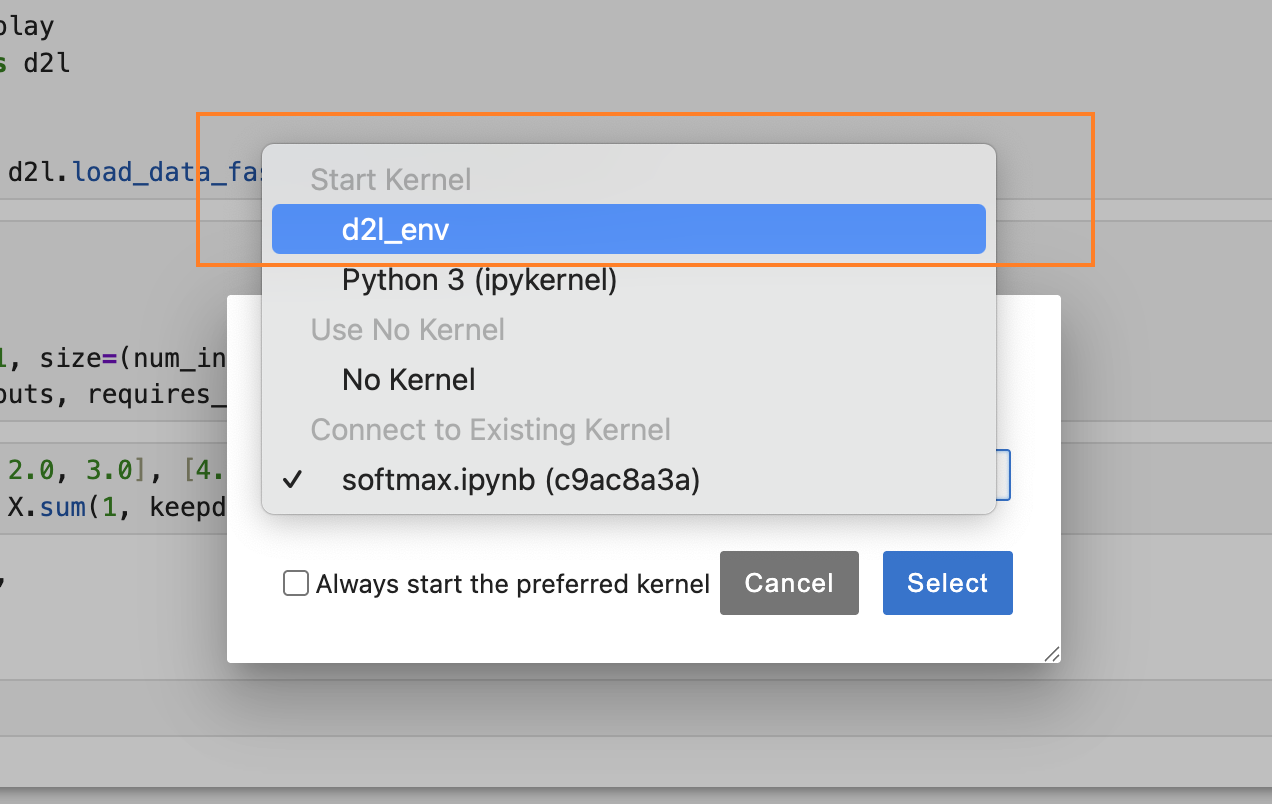 play
s d2l
d2l.load_data_fa
Start Kernel
d2l_env
Python 3 (ipykernel)
Use No Kernel
1, size=(num_in
puts, requires_
No Kernel
Connect to Existing Kernel
2.0, 3.0], [4.
softmax.ipynb (c9ac8a3a)
X.sum(1, keepd
Always start the preferred kernel
Cancel
Select